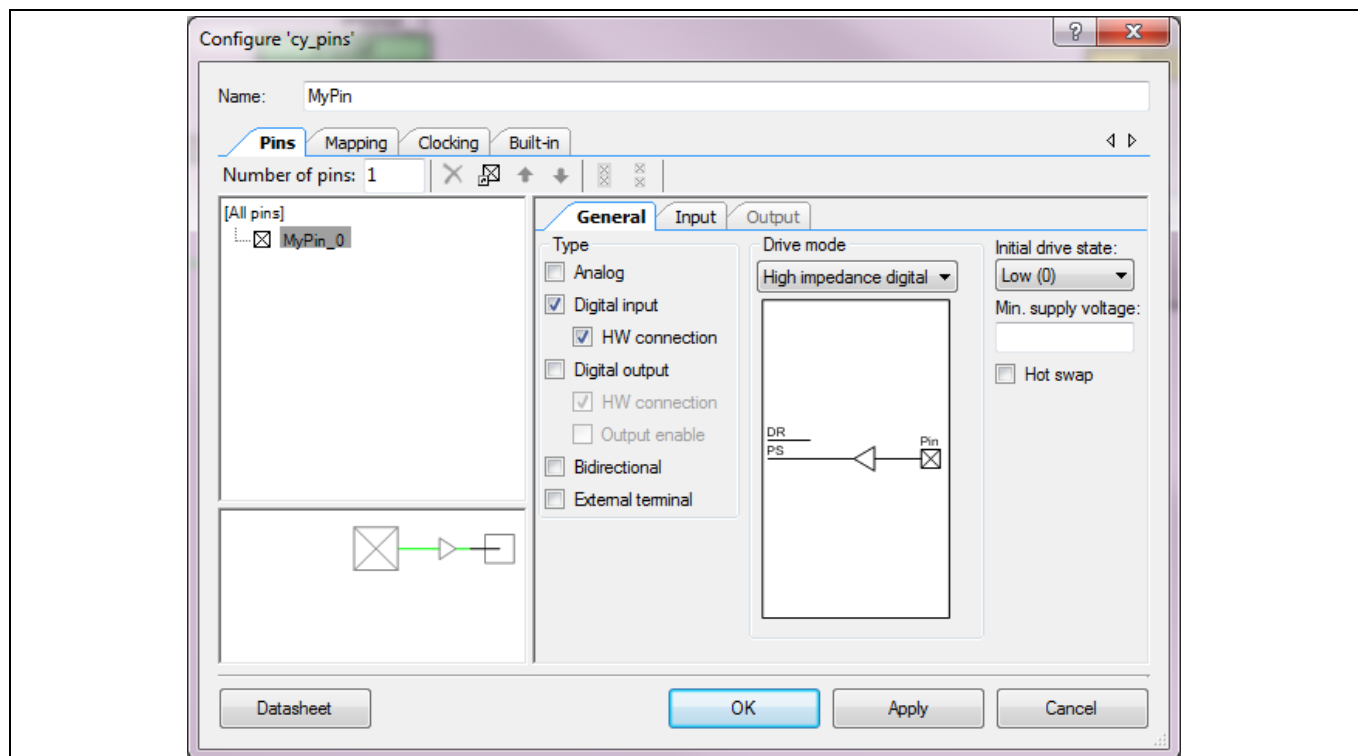 Configure 'cy_pins'
Name: MyPin
Pins Mapping Clocking Built-in
Number of pins: 1
[All pins]
MyPin_0
General Input Output
Type
Analog
Digital input
HW connection
Digital output
HW connection
Output enable
Bidirectional
External terminal
Drive mode
High impedance digital
DR
PS
Pin
Initial drive state:
Low (0)
Min. supply voltage:
Hot swap
Datasheet OK Apply Cancel